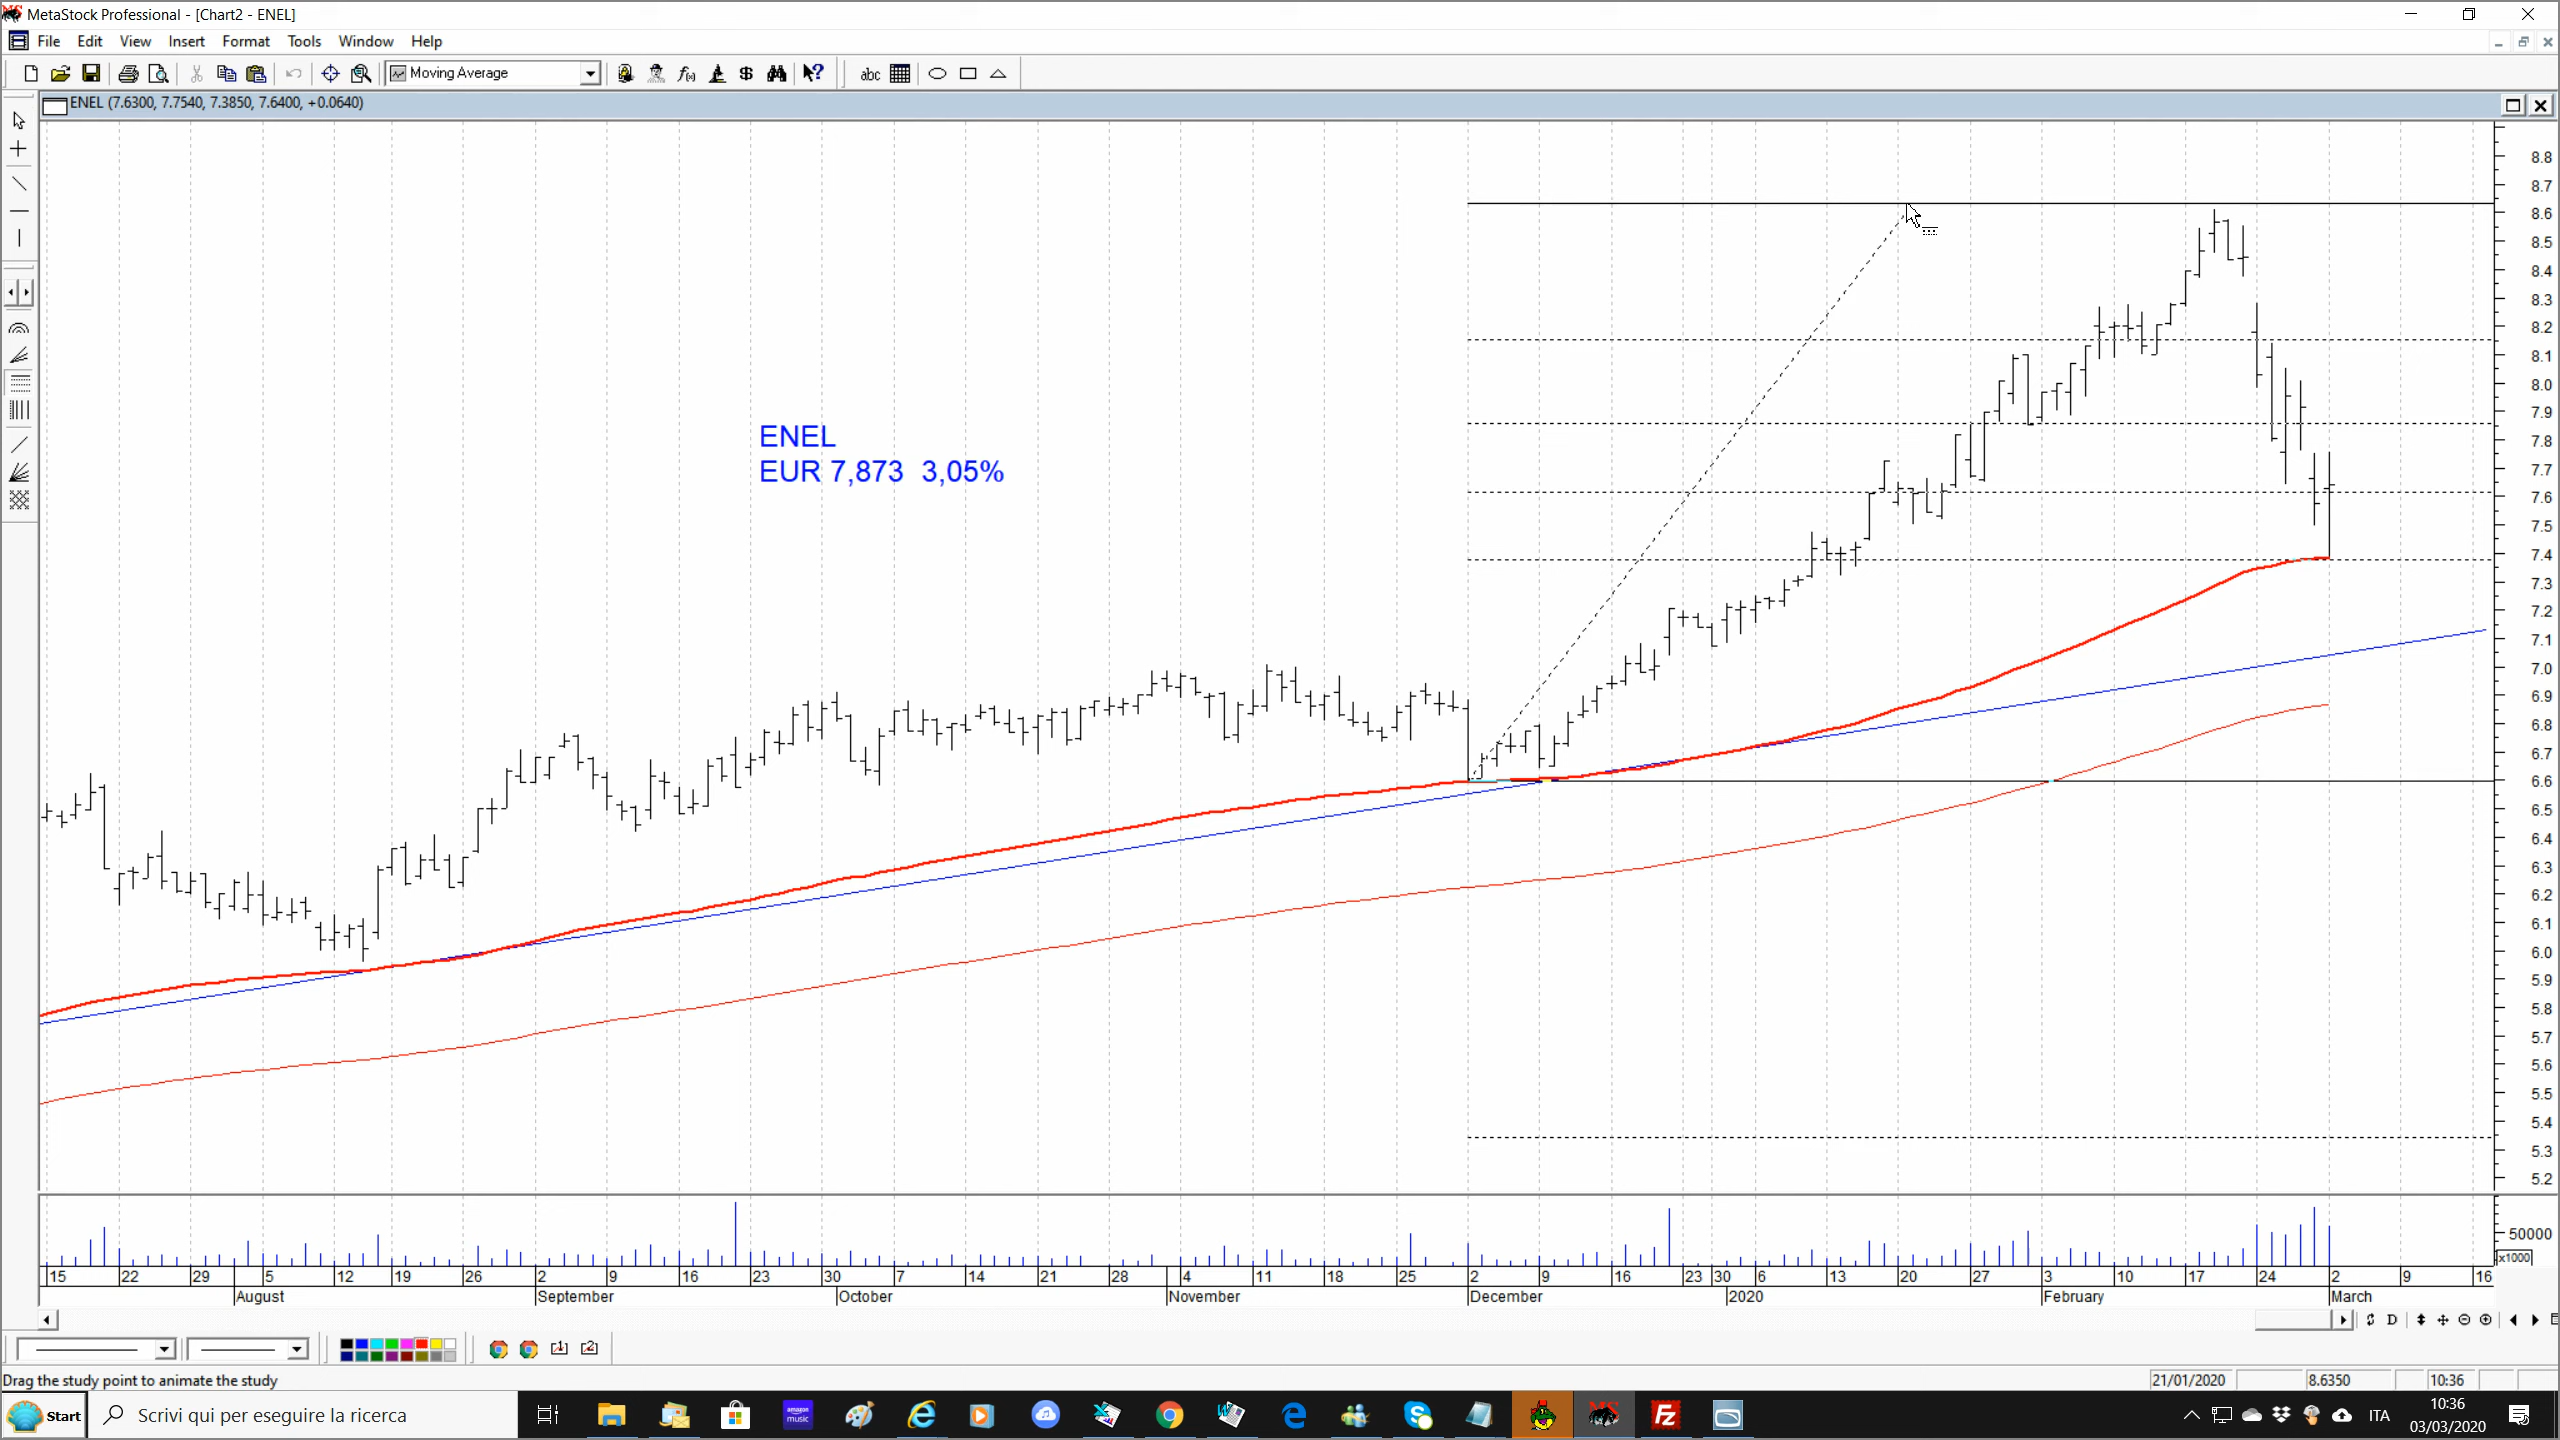 MetaStock Professional - [Chart2 - ENEL]
File Edit View Insert Format Tools Window Help
Moving Average
abc
ENEL (7.6300, 7.7540, 7.3850, 7.6400, +0.0640)
ENEL
EUR 7,873 3,05%
8.8
8.7
8.6
8.5
8.4
8.3
8.2
8.1
8.0
7.9
7.8
7.7
7.6
7.5
7.4
7.3
7.2
7.1
7.0
6.9
6.8
6.7
6.6
6.5
6.4
6.3
6.2
6.1
6.0
5.9
5.8
5.7
5.6
5.5
5.4
5.3
5.2
50000
x1000
15 22 29 5 12 19 26 2 9 16 23 30 7 14 21 28 4 11 18 25 2 9 16 23 30 6 13 20 27 3 10 17 24 2 9 16
August September October November December 2020 February March
D
Drag the study point to animate the study
21/01/2020 8.6350 10:36
Start
Scrivi qui per eseguire la ricerca
amazon music
ITA
10:36
03/03/2020